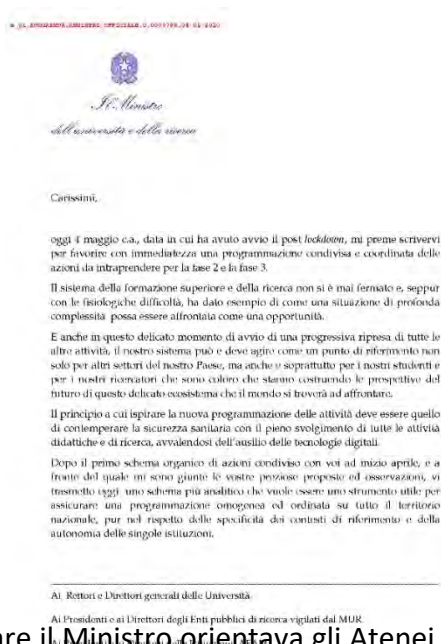 Il Ministro
dell'università e della ricerca
Carissimi,
oggi 4 maggio c.a., data in cui ha avuto avvio il post lockdown, mi preme scrivervi
per favorire con immediatezza una programmazione condivisa e coordinata delle
azioni da intraprendere per la fase 2 e la fase 3.
Il sistema della formazione superiore e della ricerca non si è mai fermato e, seppur
con le fisiologiche difficoltà, ha dato esempio di come una situazione di profonda
complessità possa essere affrontata come una opportunità.
E anche in questo delicato momento di avvio di una progressiva ripresa di tutte le
altre attività, il nostro sistema può e deve agire come un punto di riferimento non
solo per altri settori del nostro Paese, ma anche e soprattutto per i nostri studenti e
per i nostri ricercatori che sono coloro che stanno costruendo le prospettive del
futuro di questo delicato ecosistema che il mondo si troverà ad affrontare.
Il principio a cui ispirare la nuova programmazione delle attività deve essere quello
di contemperare la sicurezza sanitaria con il pieno svolgimento di tutte le attività
didattiche e di ricerca, avvalendosi dell'ausilio delle tecnologie digitali.
Dopo il primo schema organico di azioni condiviso con voi ad inizio aprile, e a
fronte del quale mi sono giunte le vostre preziose proposte ed osservazioni, vi
trasmetto oggi uno schema più analitico che vuole essere uno strumento utile per
assicurare una programmazione omogenea ed ordinata su tutto il territorio
nazionale, pur nel rispetto delle specificità dei contesti di riferimento e della
autonomia delle singole istituzioni.
Ai Rettori e Direttori generali delle Università
Ai Presidenti e ai Direttori degli Enti pubblici di ricerca vigilati dal MUR
are il Ministro orientava gli Atenei